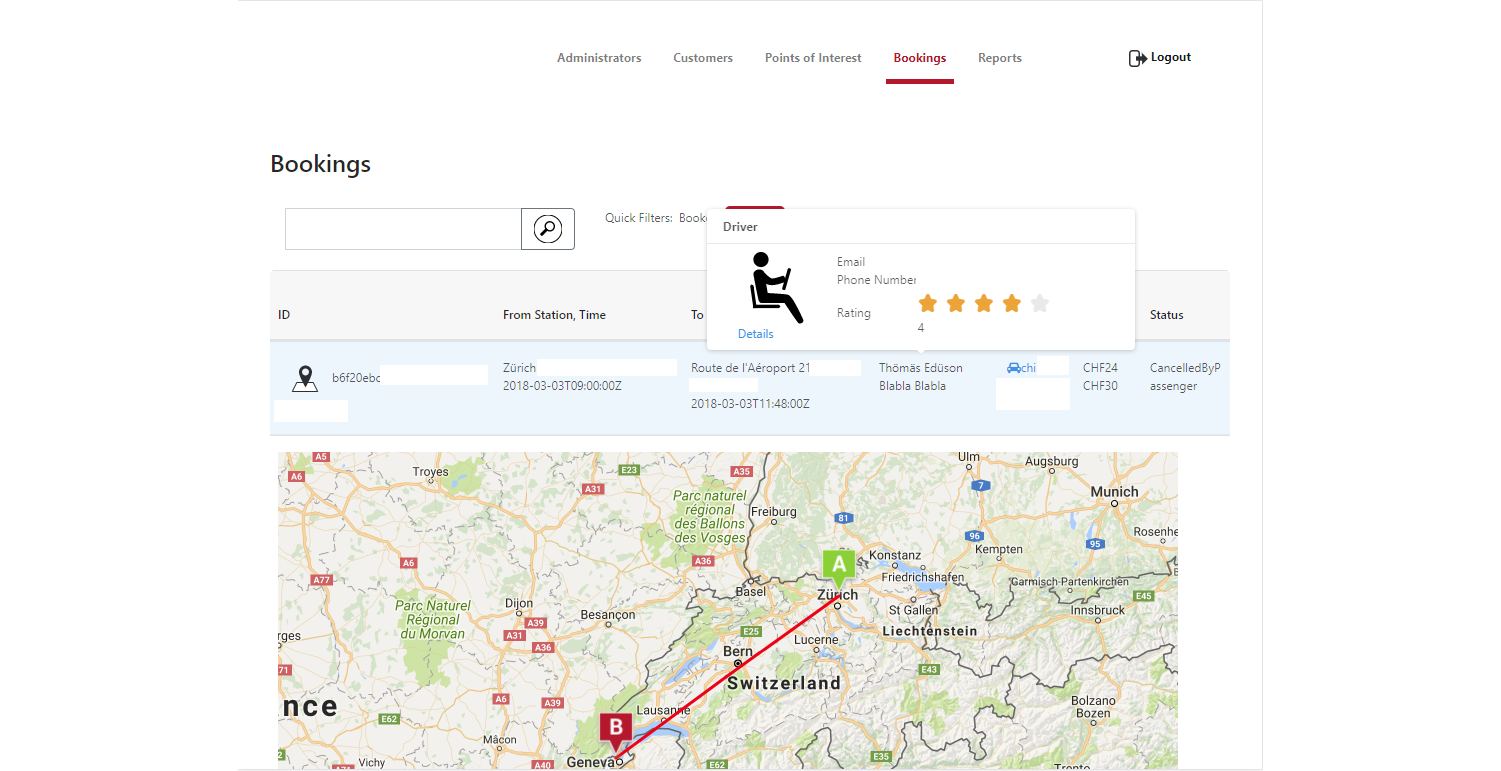 Administrators Customers Points of Interest Bookings Reports Logout
Bookings
Quick Filters:
Driver
Email
Phone Number
Rating
4
Details
ID From Station, Time To Status
b6f20ebc Zürich Route de l'Aéroport 21 Thömäs Edüson chi CHF24 CancelledByP
2018-03-03T09:00:00Z Blabla Blabla CHF30 assenger
2018-03-03T11:48:00Z
A5
Ulm
A6
Troyes
E23
A35
Augsburg
A31
7
Munich
Parc naturel
régional
des Ballons
des Vosges
Freiburg
81
96
95
Rosenhe
A6
A36
A
Konstanz
Kempten
Friedrichshafen
Garmisch-Partenkirchen
A77
Basel
Zürich
E45
Parc Naturel
Régional
du Morvan
Dijon
A39
Besançon
St Gallen
Innsbruck
A31
A36
E25
Lucerne
Liechtenstein
rges
71
Bern
E43
Switzerland
A6
A39
nce
E62
Lausanne
Bolzano
Bozen
B
Mâcon
2
Vichy
A40
Geneva
E62
E35
Trento